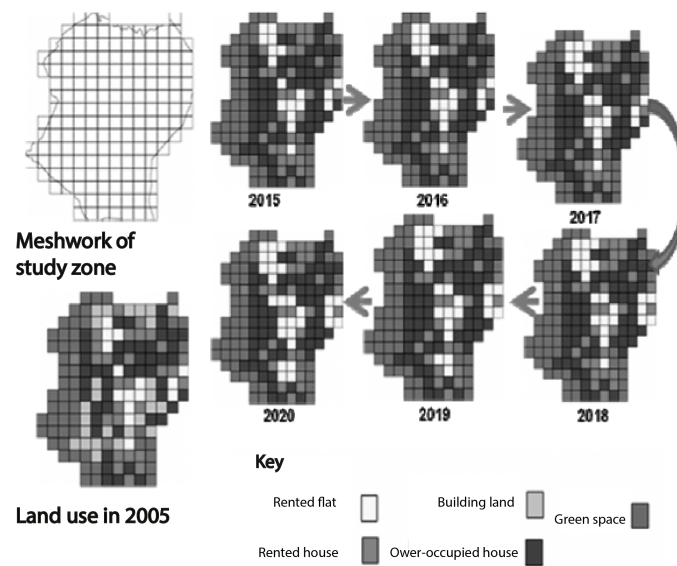 2015
2016
2017
Meshwork of
study zone
2020
2019
2018
Land use in 2005
Key
Rented flat
Building land
Green space
Rented house
Ower-occupied house